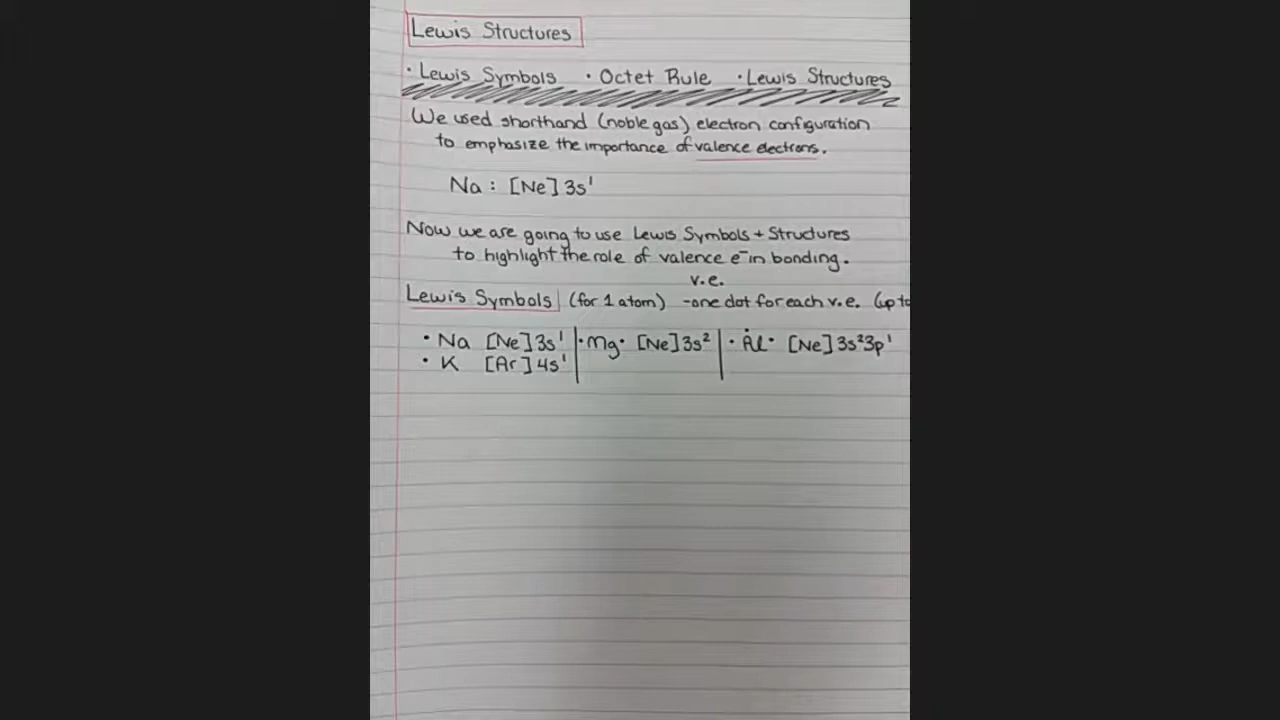 Lewis Structures
· Lewis Symbols · Octet Rule · Lewis Structures
We used shorthand (noble gas) electron configuration
to emphasize the importance of valence electrons.
Na : [Ne] 3s¹
Now we are going to use Lewis Symbols + Structures
to highlight the role of valence e⁻ in bonding.
v.e.
Lewis Symbols (for 1 atom) - one dot for each v.e. (up to
· Na [Ne] 3s¹ | · Mg · [Ne] 3s² | · Ȧl · [Ne] 3s²3p¹
· K [Ar] 4s¹